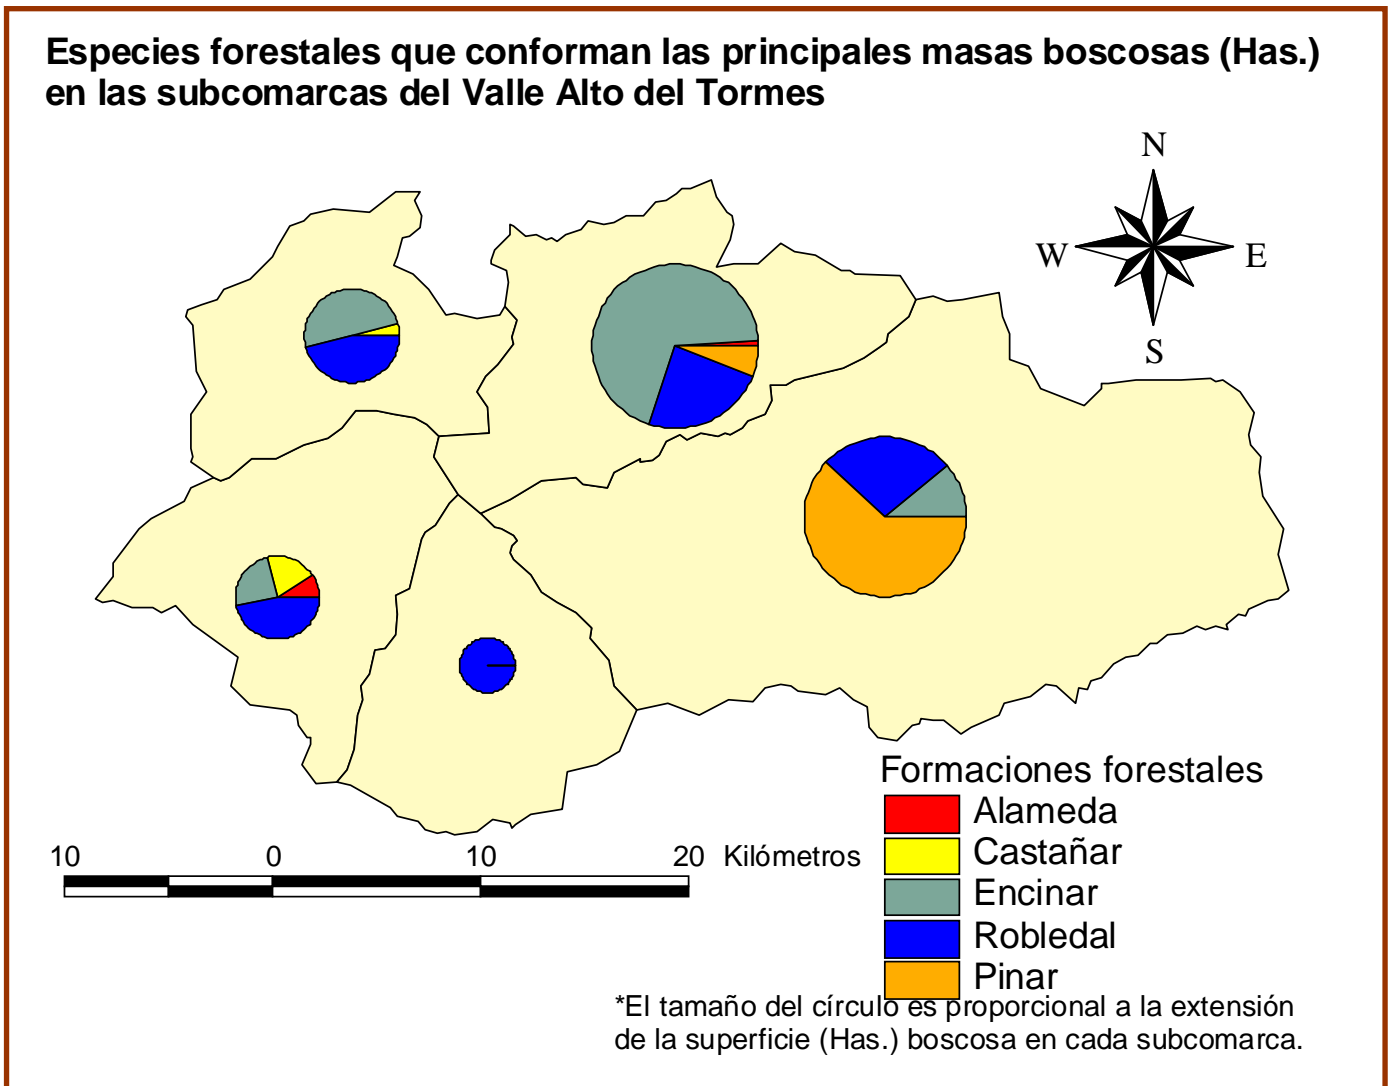 Especies forestales que conforman las principales masas boscosas (Has.)
en las subcomarcas del Valle Alto del Tormes
N
W
E
S
Formaciones forestales
Alameda
Castañar
Encinar
Robledal
Pinar
10 0 10 20 Kilómetros
*El tamaño del círculo es proporcional a la extensión
de la superficie (Has.) boscosa en cada subcomarca.